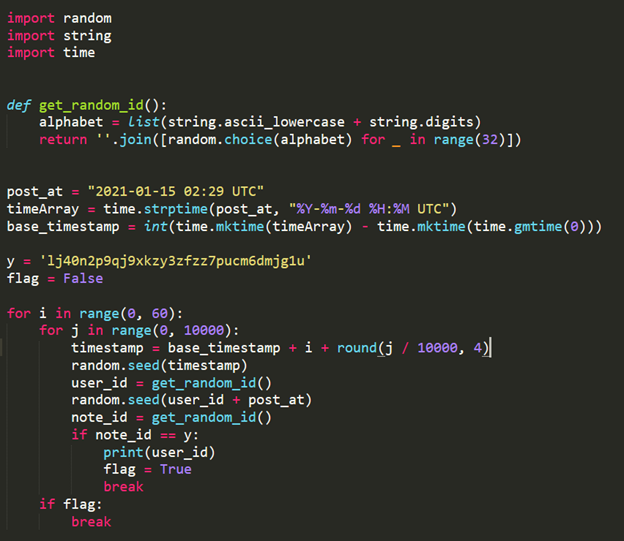 import random
import string
import time
def get_random_id():
    alphabet = list(string.ascii_lowercase + string.digits)
    return ''.join([random.choice(alphabet) for _ in range(32)])
post_at = "2021-01-15 02:29 UTC"
timeArray = time.strptime(post_at, "%Y-%m-%d %H:%M UTC")
base_timestamp = int(time.mktime(timeArray) - time.mktime(time.gmtime(0)))
y = 'lj40n2p9qj9xkzy3zfzz7pucm6dmjg1u'
flag = False
for i in range(0, 60):
    for j in range(0, 10000):
        timestamp = base_timestamp + i + round(j / 10000, 4)
        random.seed(timestamp)
        user_id = get_random_id()
        random.seed(user_id + post_at)
        note_id = get_random_id()
        if note_id == y:
            print(user_id)
            flag = True
            break
    if flag:
        break